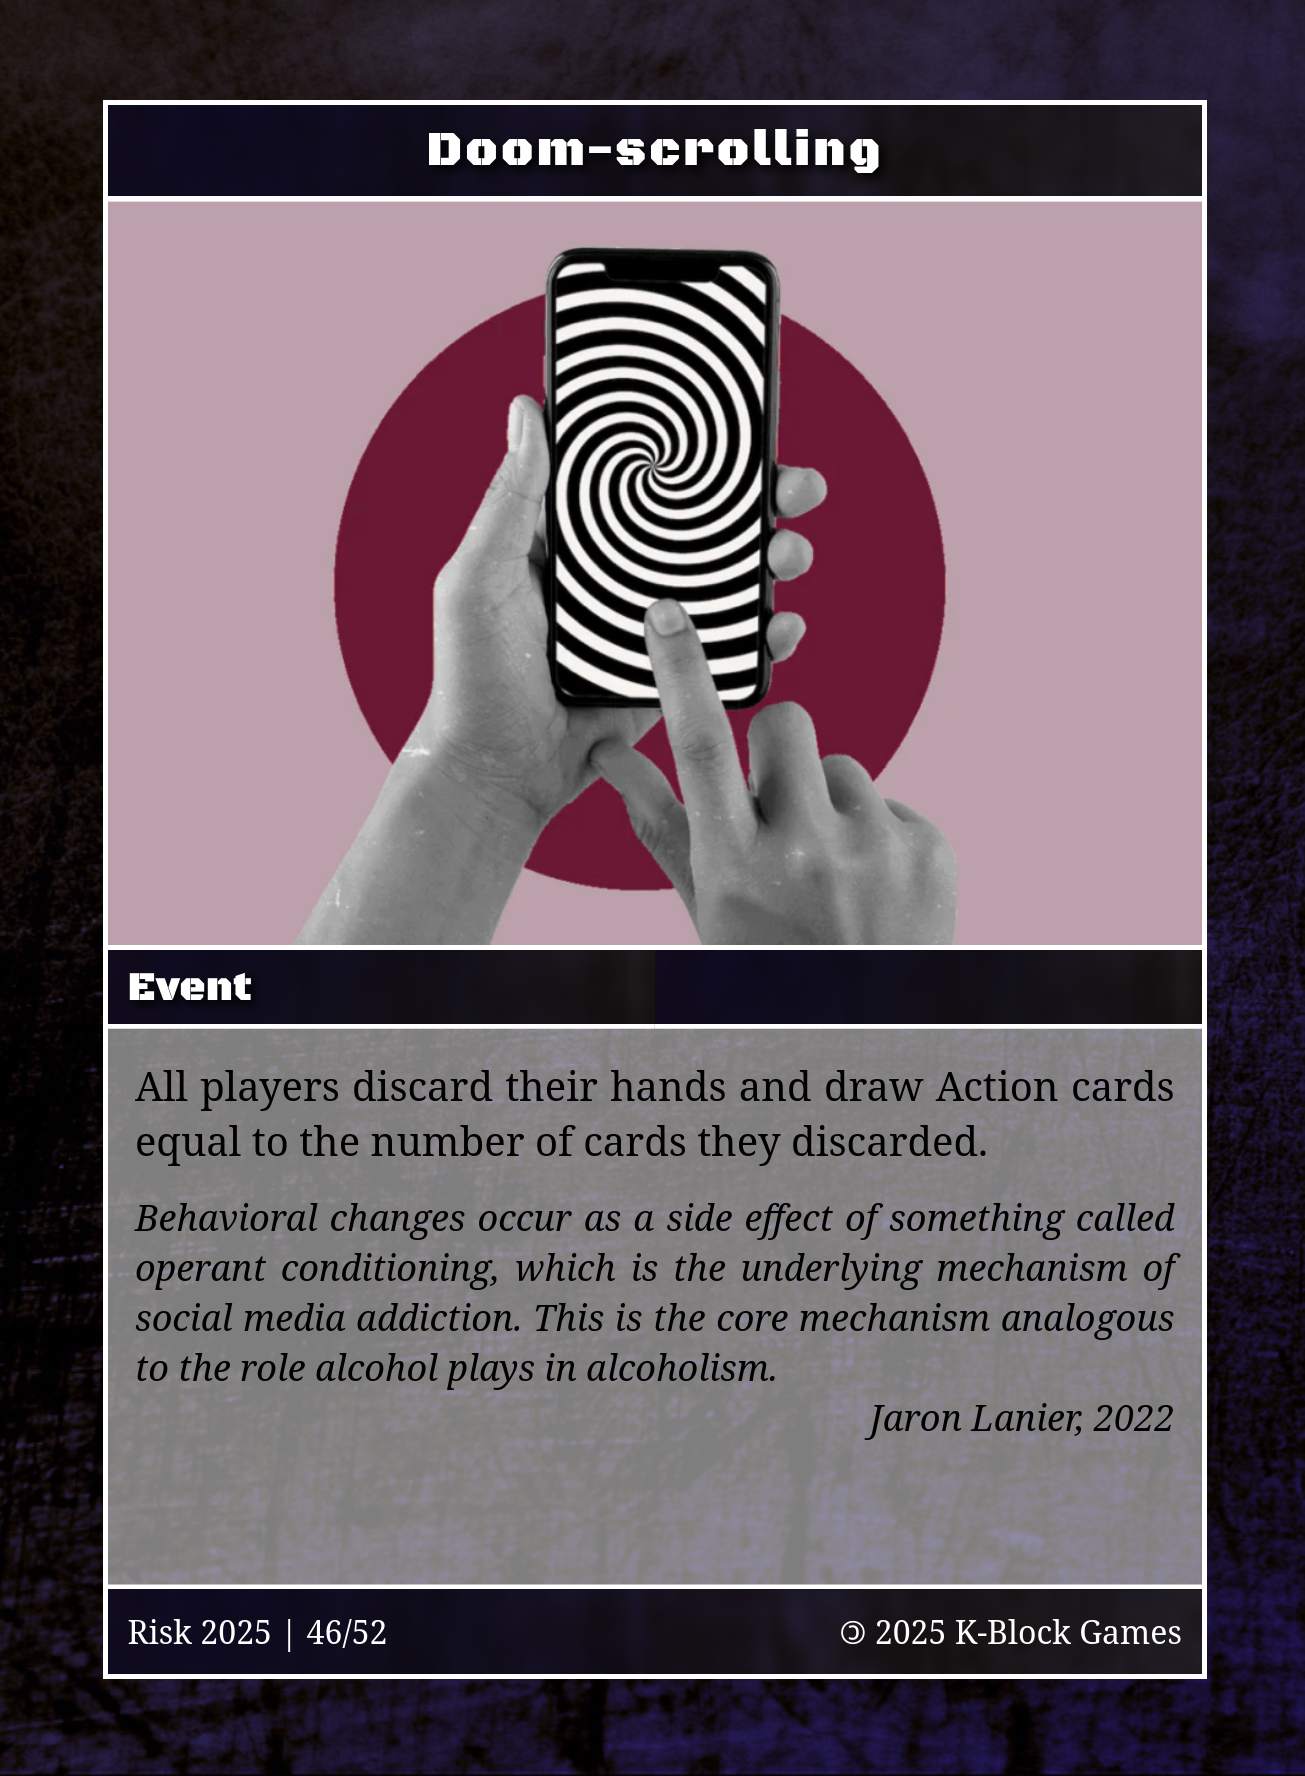 Doom-scrolling
Event
All players discard their hands and draw Action cards
equal to the number of cards they discarded.
Behavioral changes occur as a side effect of something called
operant conditioning, which is the underlying mechanism of
social media addiction. This is the core mechanism analogous
to the role alcohol plays in alcoholism.
Jaron Lanier, 2022
Risk 2025 | 46/52
🄯 2025 K-Block Games